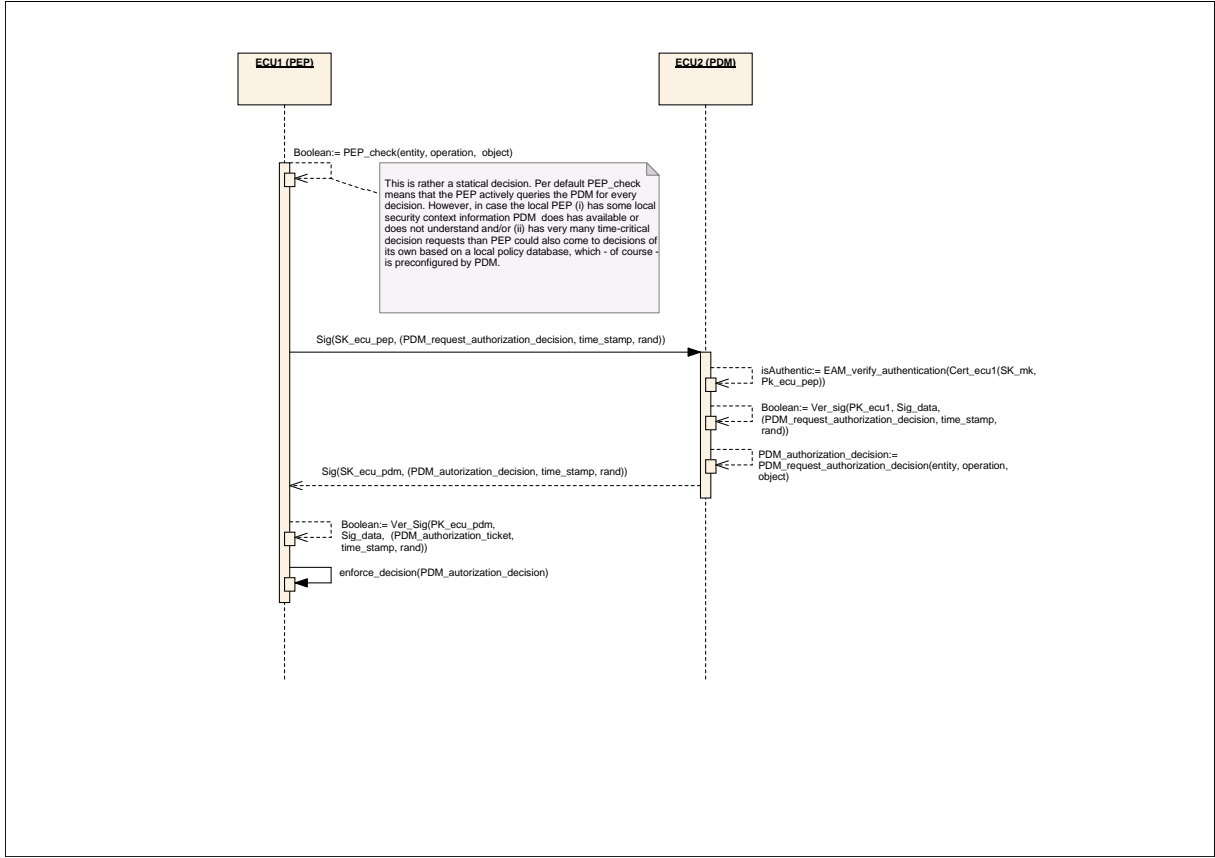 ECU1 (PEP)
ECU2 (PDM)
Boolean:= PEP_check(entity, operation,  object)
This is rather a statical decision. Per default PEP_check
means that the PEP actively queries the PDM for every
decision. However, in case the local PEP (i) has some local
security context information PDM  does has available or
does not understand and/or (ii) has very many time-critical
decision requests than PEP could also come to decisions of
its own based on a local policy database, which - of course -
is preconfigured by PDM.
Sig(SK_ecu_pep, (PDM_request_authorization_decision, time_stamp, rand))
isAuthentic:= EAM_verify_authentication(Cert_ecu1(SK_mk,
Pk_ecu_pep))
Boolean:= Ver_sig(PK_ecu1, Sig_data,
(PDM_request_authorization_decision, time_stamp,
rand))
PDM_authorization_decision:=
PDM_request_authorization_decision(entity, operation,
object)
Sig(SK_ecu_pdm, (PDM_autorization_decision, time_stamp, rand))
Boolean:= Ver_Sig(PK_ecu_pdm,
Sig_data,  (PDM_authorization_ticket,
time_stamp, rand))
enforce_decision(PDM_autorization_decision)